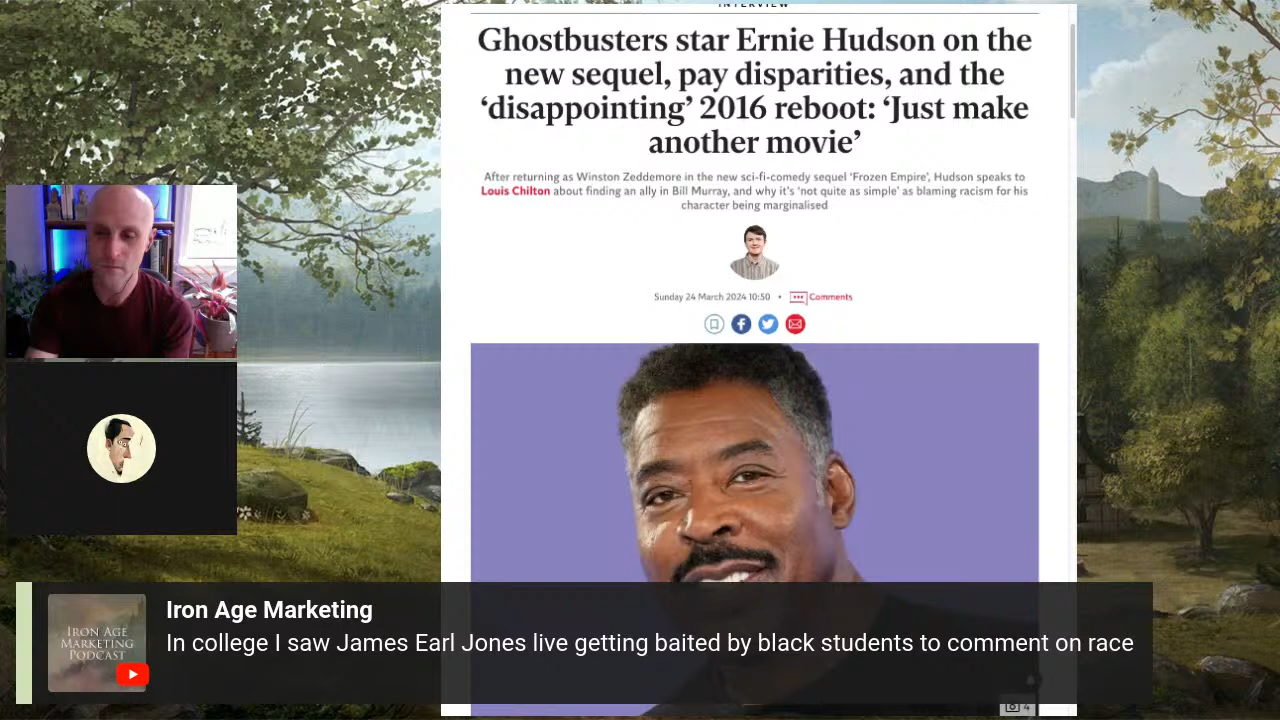 INTERVIEW
Ghostbusters star Ernie Hudson on the
new sequel, pay disparities, and the
‘disappointing’ 2016 reboot: ‘Just make
another movie’
After returning as Winston Zeddemore in the new sci-fi-comedy sequel ‘Frozen Empire’, Hudson speaks to
Louis Chilton about finding an ally in Bill Murray, and why it’s ‘not quite as simple’ as blaming racism for his
character being marginalised
Sunday 24 March 2024 10:50 • Comments
4
Iron Age Marketing
In college I saw James Earl Jones live getting baited by black students to comment on race
IRON AGE
MARKETING
PODCAST